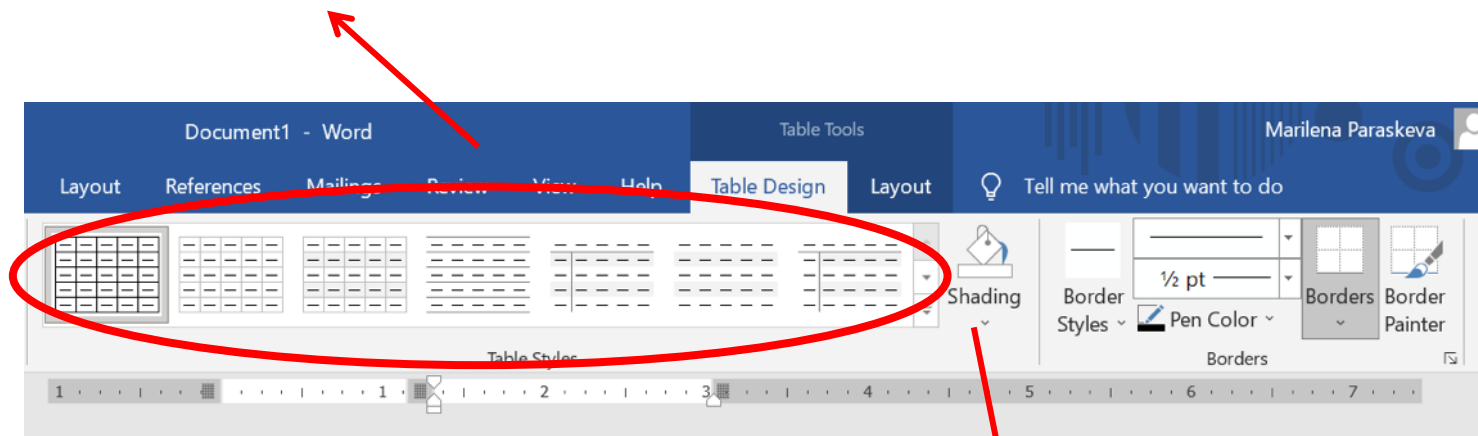 Document1 - Word
Table Tools
Marilena Paraskeva
Layout References Mailings Review View Help Table Design Layout Tell me what you want to do
Shading
Border Styles
½ pt
Pen Color
Borders
Border Painter
Table Styles
Borders
1 1 2 3 4 5 6 7